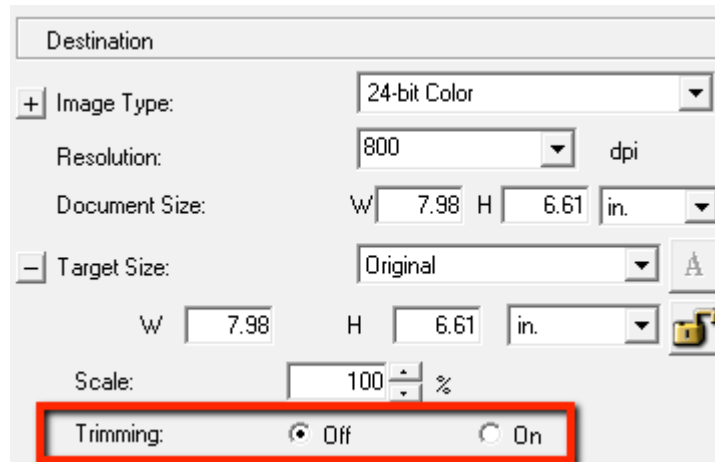 Destination
+ Image Type: 24-bit Color
Resolution: 800 dpi
Document Size: W 7.98 H 6.61 in.
− Target Size: Original A
W 7.98 H 6.61 in.
Scale: 100 %
Trimming: Off On